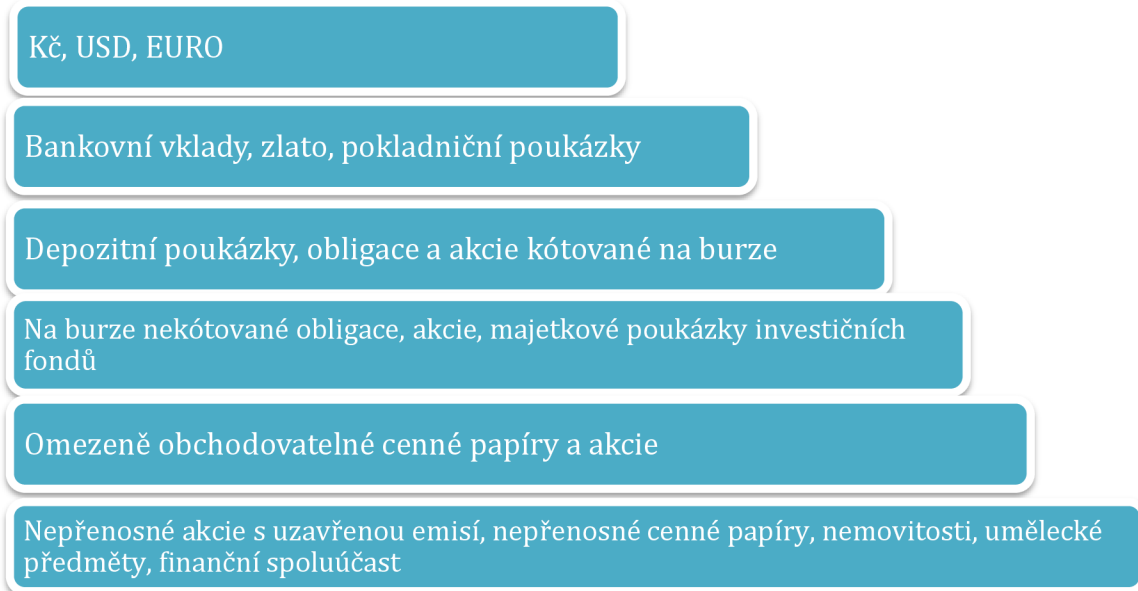 Kč, USD, EURO
Bankovní vklady, zlato, pokladniční poukázky
Depozitní poukázky, obligace a akcie kótované na burze
Na burze nekótované obligace, akcie, majetkové poukázky investičních
fondů
Omezeně obchodovatelné cenné papíry a akcie
Nepřenosné akcie s uzavřenou emisí, nepřenosné cenné papíry, nemovitosti, umělecké
předměty, finanční spoluúčast